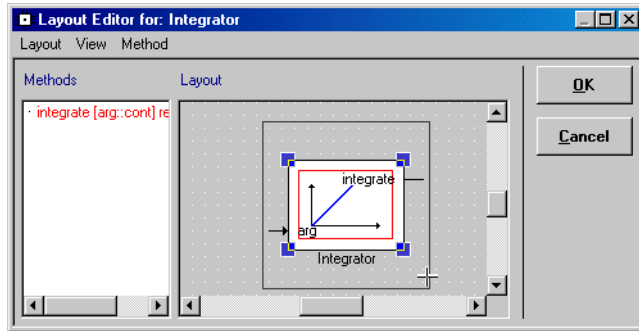 Layout Editor for: Integrator
Layout View Method
Methods
Layout
OK
Cancel
· integrate [arg::cont] re
integrate
arg
Integrator